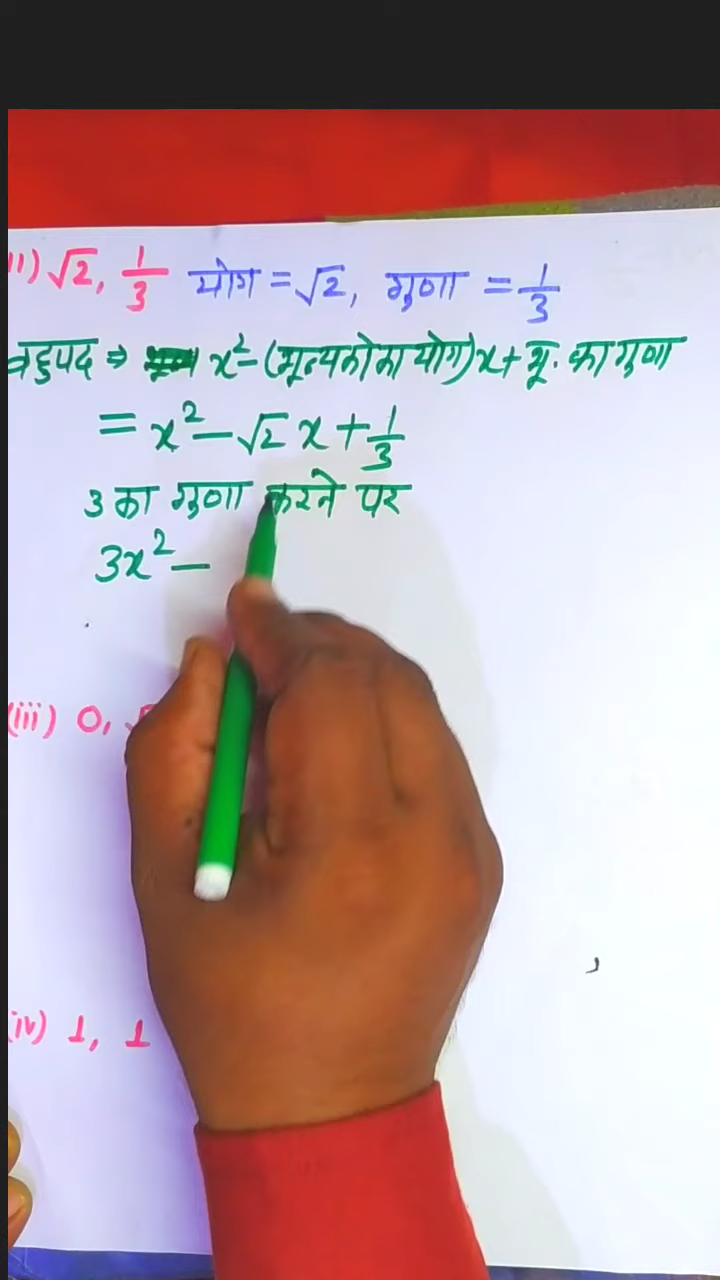 ii) √2, 1/3 योग = √2, गुणा = 1/3
बहुपद ⇒ x² - (मूल्यको का योग)x + मू. का गुणा
= x² - √2 x + 1/3
3 का गुणा करने पर
3x² -
(iii) 0, √
(iv) 1, 1